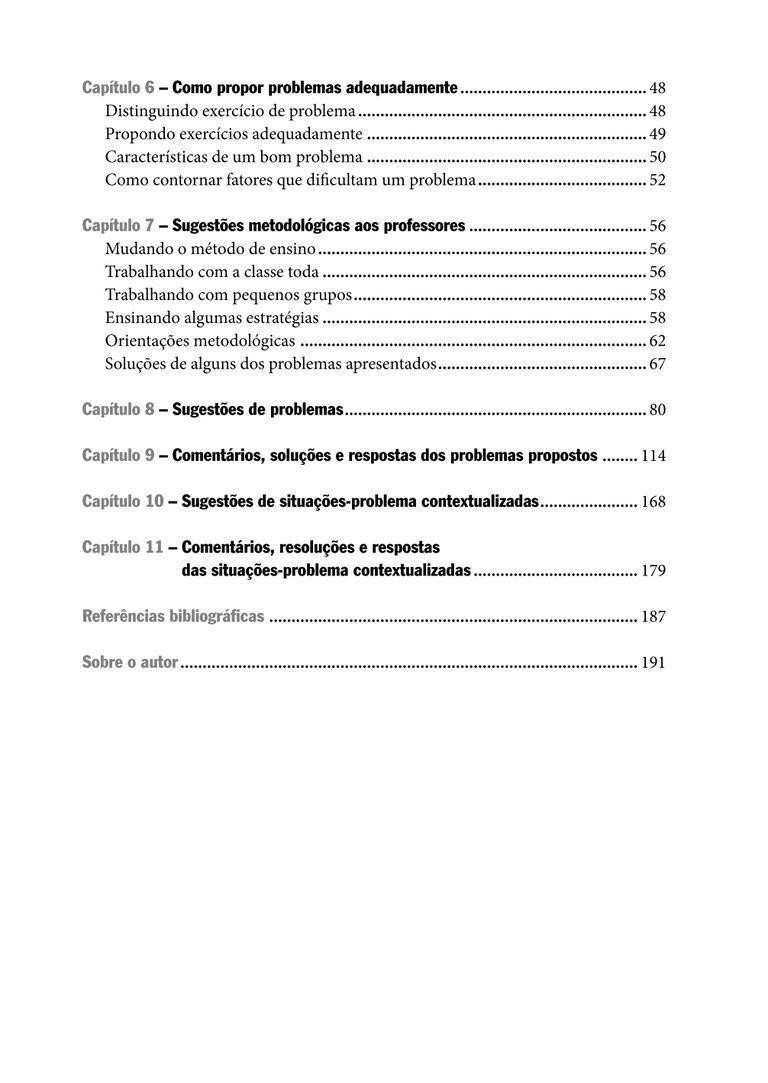 Capítulo 6 – Como propor problemas adequadamente ........ 48
Distinguindo exercício de problema ........ 48
Propondo exercícios adequadamente ........ 49
Características de um bom problema ........ 50
Como contornar fatores que dificultam um problema ........ 52
Capítulo 7 – Sugestões metodológicas aos professores ........ 56
Mudando o método de ensino ........ 56
Trabalhando com a classe toda ........ 56
Trabalhando com pequenos grupos ........ 58
Ensinando algumas estratégias ........ 58
Orientações metodológicas ........ 62
Soluções de alguns dos problemas apresentados ........ 67
Capítulo 8 – Sugestões de problemas ........ 80
Capítulo 9 – Comentários, soluções e respostas dos problemas propostos ........ 114
Capítulo 10 – Sugestões de situações-problema contextualizadas ........ 168
Capítulo 11 – Comentários, resoluções e respostas
das situações-problema contextualizadas ........ 179
Referências bibliográficas ........ 187
Sobre o autor ........ 191